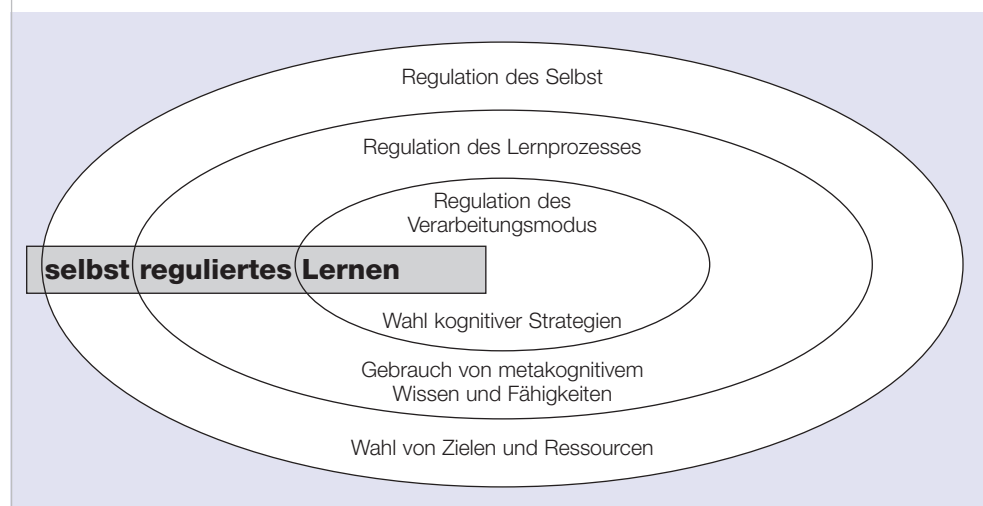 Regulation des Selbst
Regulation des Lernprozesses
Regulation des
Verarbeitungsmodus
selbst reguliertes Lernen
Wahl kognitiver Strategien
Gebrauch von metakognitivem
Wissen und Fähigkeiten
Wahl von Zielen und Ressourcen